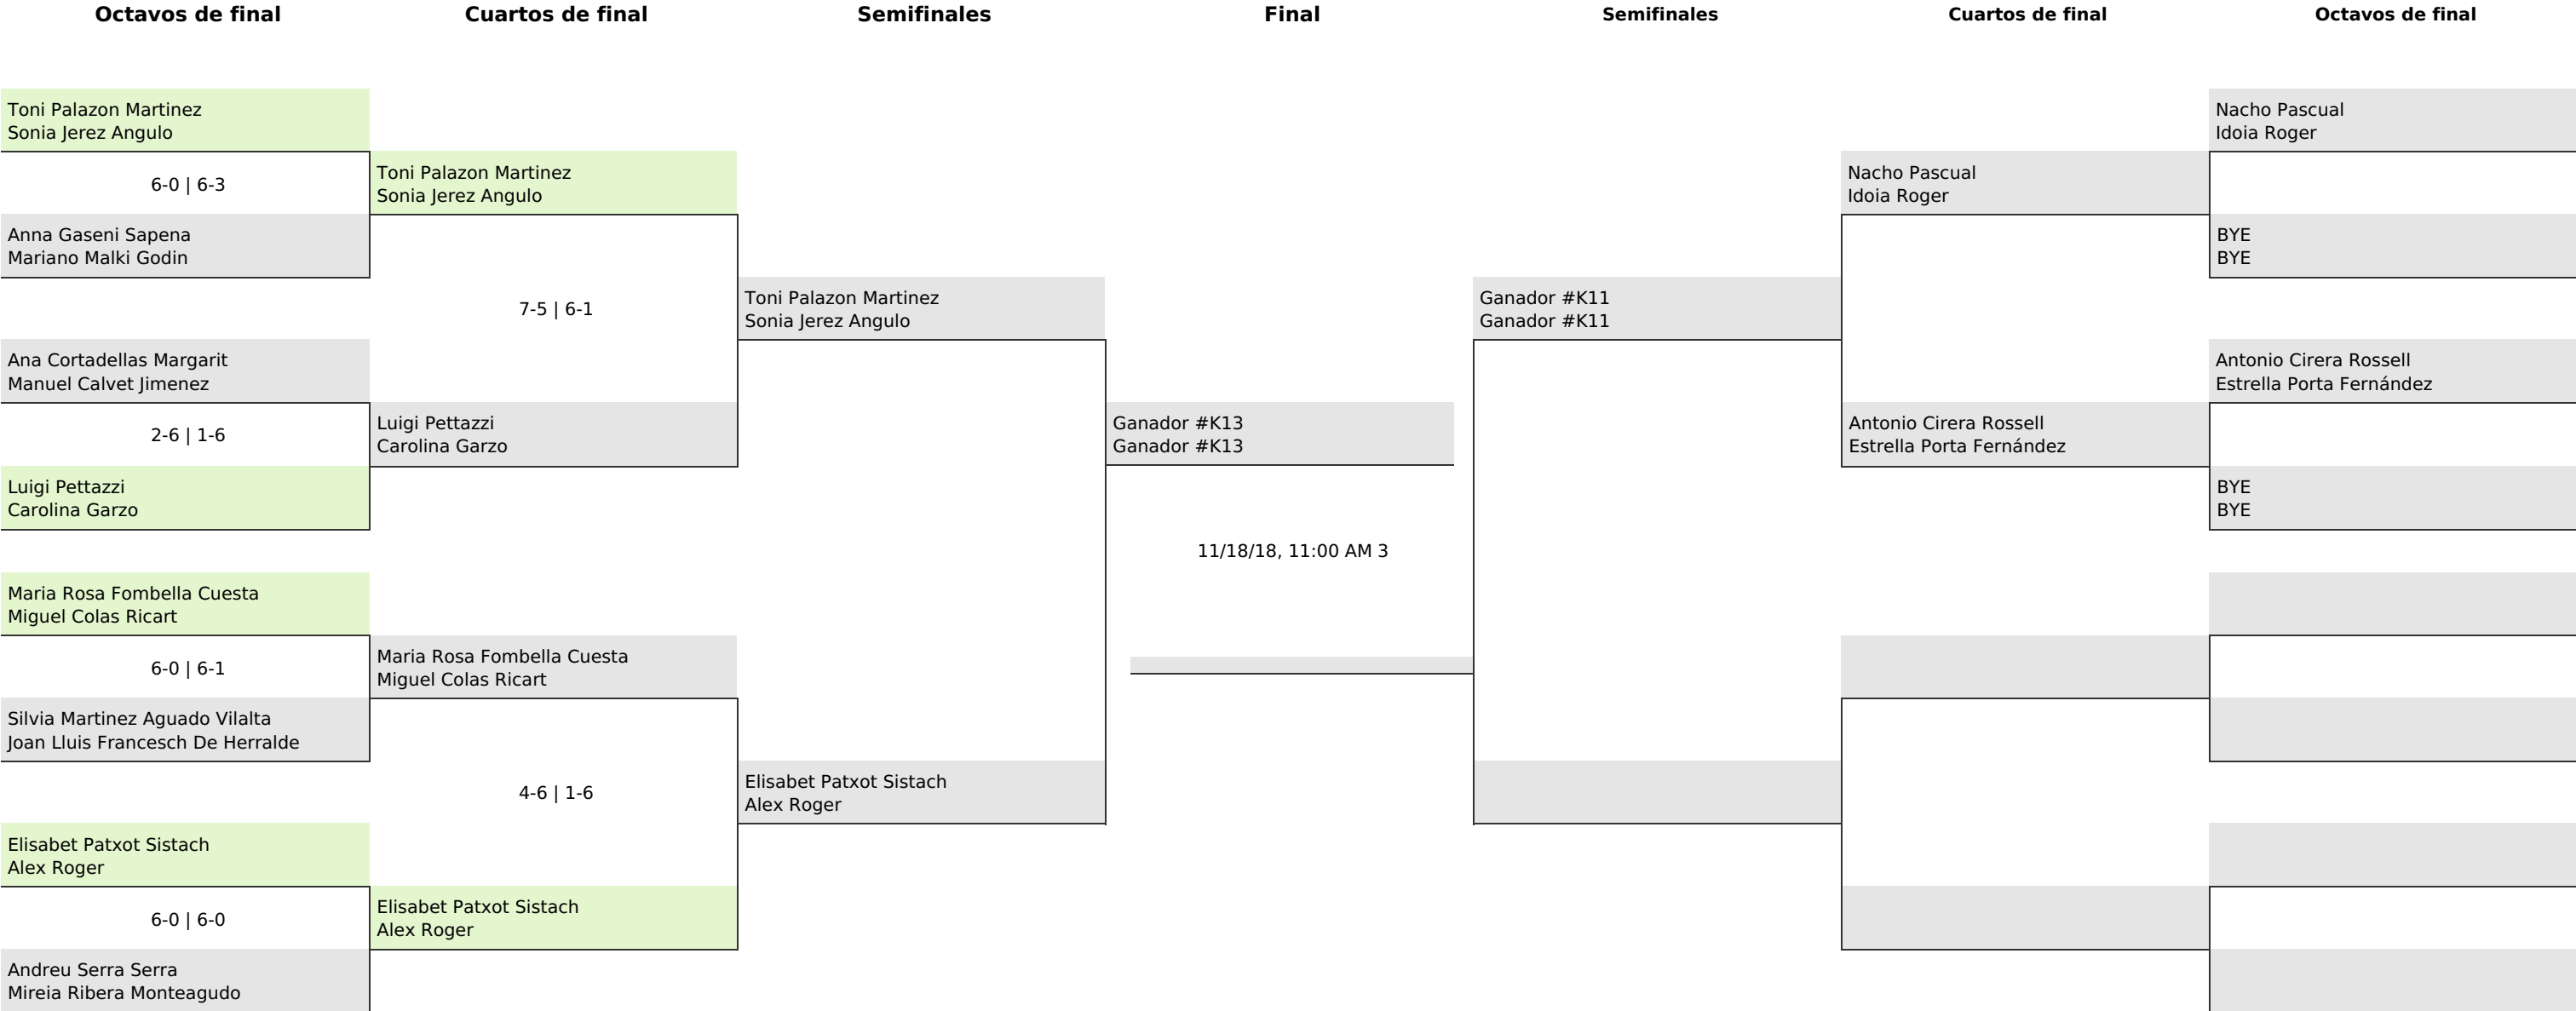 Octavos de final
Cuartos de final
Semifinales
Final
Semifinales
Cuartos de final
Octavos de final
Toni Palazon Martinez
Sonia Jerez Angulo
6-0 | 6-3
Anna Gaseni Sapena
Mariano Malki Godin
Ana Cortadellas Margarit
Manuel Calvet Jimenez
2-6 | 1-6
Luigi Pettazzi
Carolina Garzo
Maria Rosa Fombella Cuesta
Miguel Colas Ricart
6-0 | 6-1
Silvia Martinez Aguado Vilalta
Joan Lluis Francesch De Herralde
Elisabet Patxot Sistach
Alex Roger
6-0 | 6-0
Andreu Serra Serra
Mireia Ribera Monteagudo
Toni Palazon Martinez
Sonia Jerez Angulo
7-5 | 6-1
Luigi Pettazzi
Carolina Garzo
Maria Rosa Fombella Cuesta
Miguel Colas Ricart
4-6 | 1-6
Elisabet Patxot Sistach
Alex Roger
Toni Palazon Martinez
Sonia Jerez Angulo
Elisabet Patxot Sistach
Alex Roger
Ganador #K13
Ganador #K13
11/18/18, 11:00 AM 3
Ganador #K11
Ganador #K11
Nacho Pascual
Idoia Roger
Antonio Cirera Rossell
Estrella Porta Fernández
Nacho Pascual
Idoia Roger
BYE
BYE
Antonio Cirera Rossell
Estrella Porta Fernández
BYE
BYE